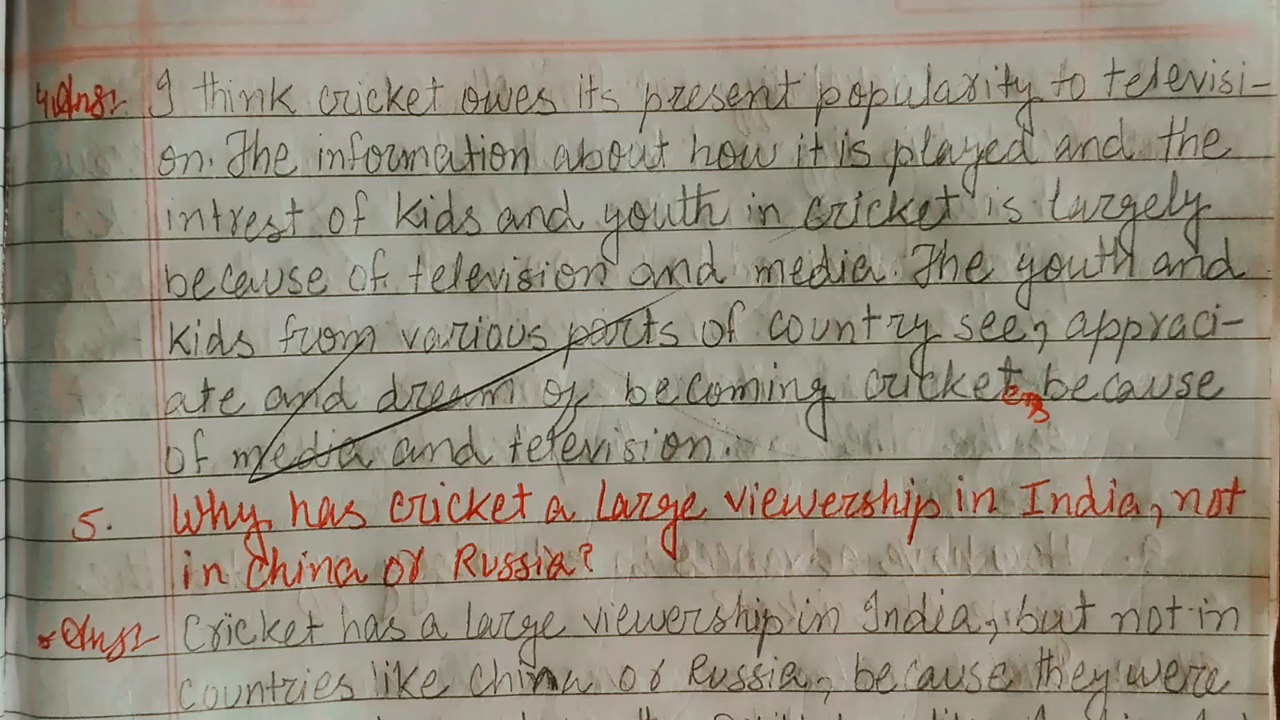 4. Ans:- I think cricket owes its present popularity to televisi-
on. The information about how it is played and the
intrest of kids and youth in cricket is largely
because of television and media. The youth and
kids from various parts of country see, appraci-
ate and dream of becoming cricketers because
of media and television.
5. Why has cricket a large viewership in India, not
in China or Russia?
Ans:- Cricket has a large viewership in India, but not in
countries like China or Russia, because they were